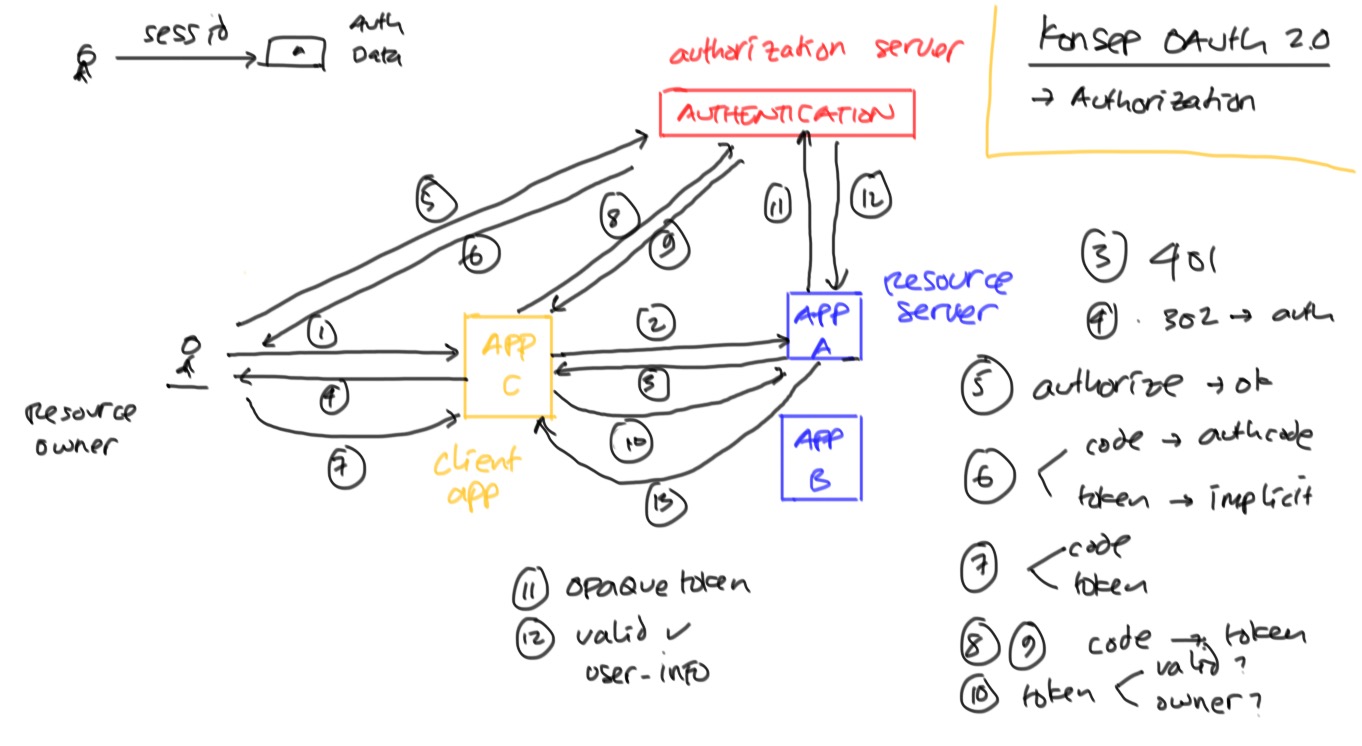 sess id
Auth
Data
Konsep OAuth 2.0
→ Authorization
authorization server
AUTHENTICATION
5
6
8
9
11
12
1
4
7
2
3
10
13
Resource
owner
APP
C
client
app
APP
A
Resource
server
APP
B
3 401
4 . 302 → auth
5 authorize → ok
6 code → authcode
token → implicit
7 code
token
8 9 code → token
10 token valid?
owner?
11 opaque token
12 valid ✓
user-info